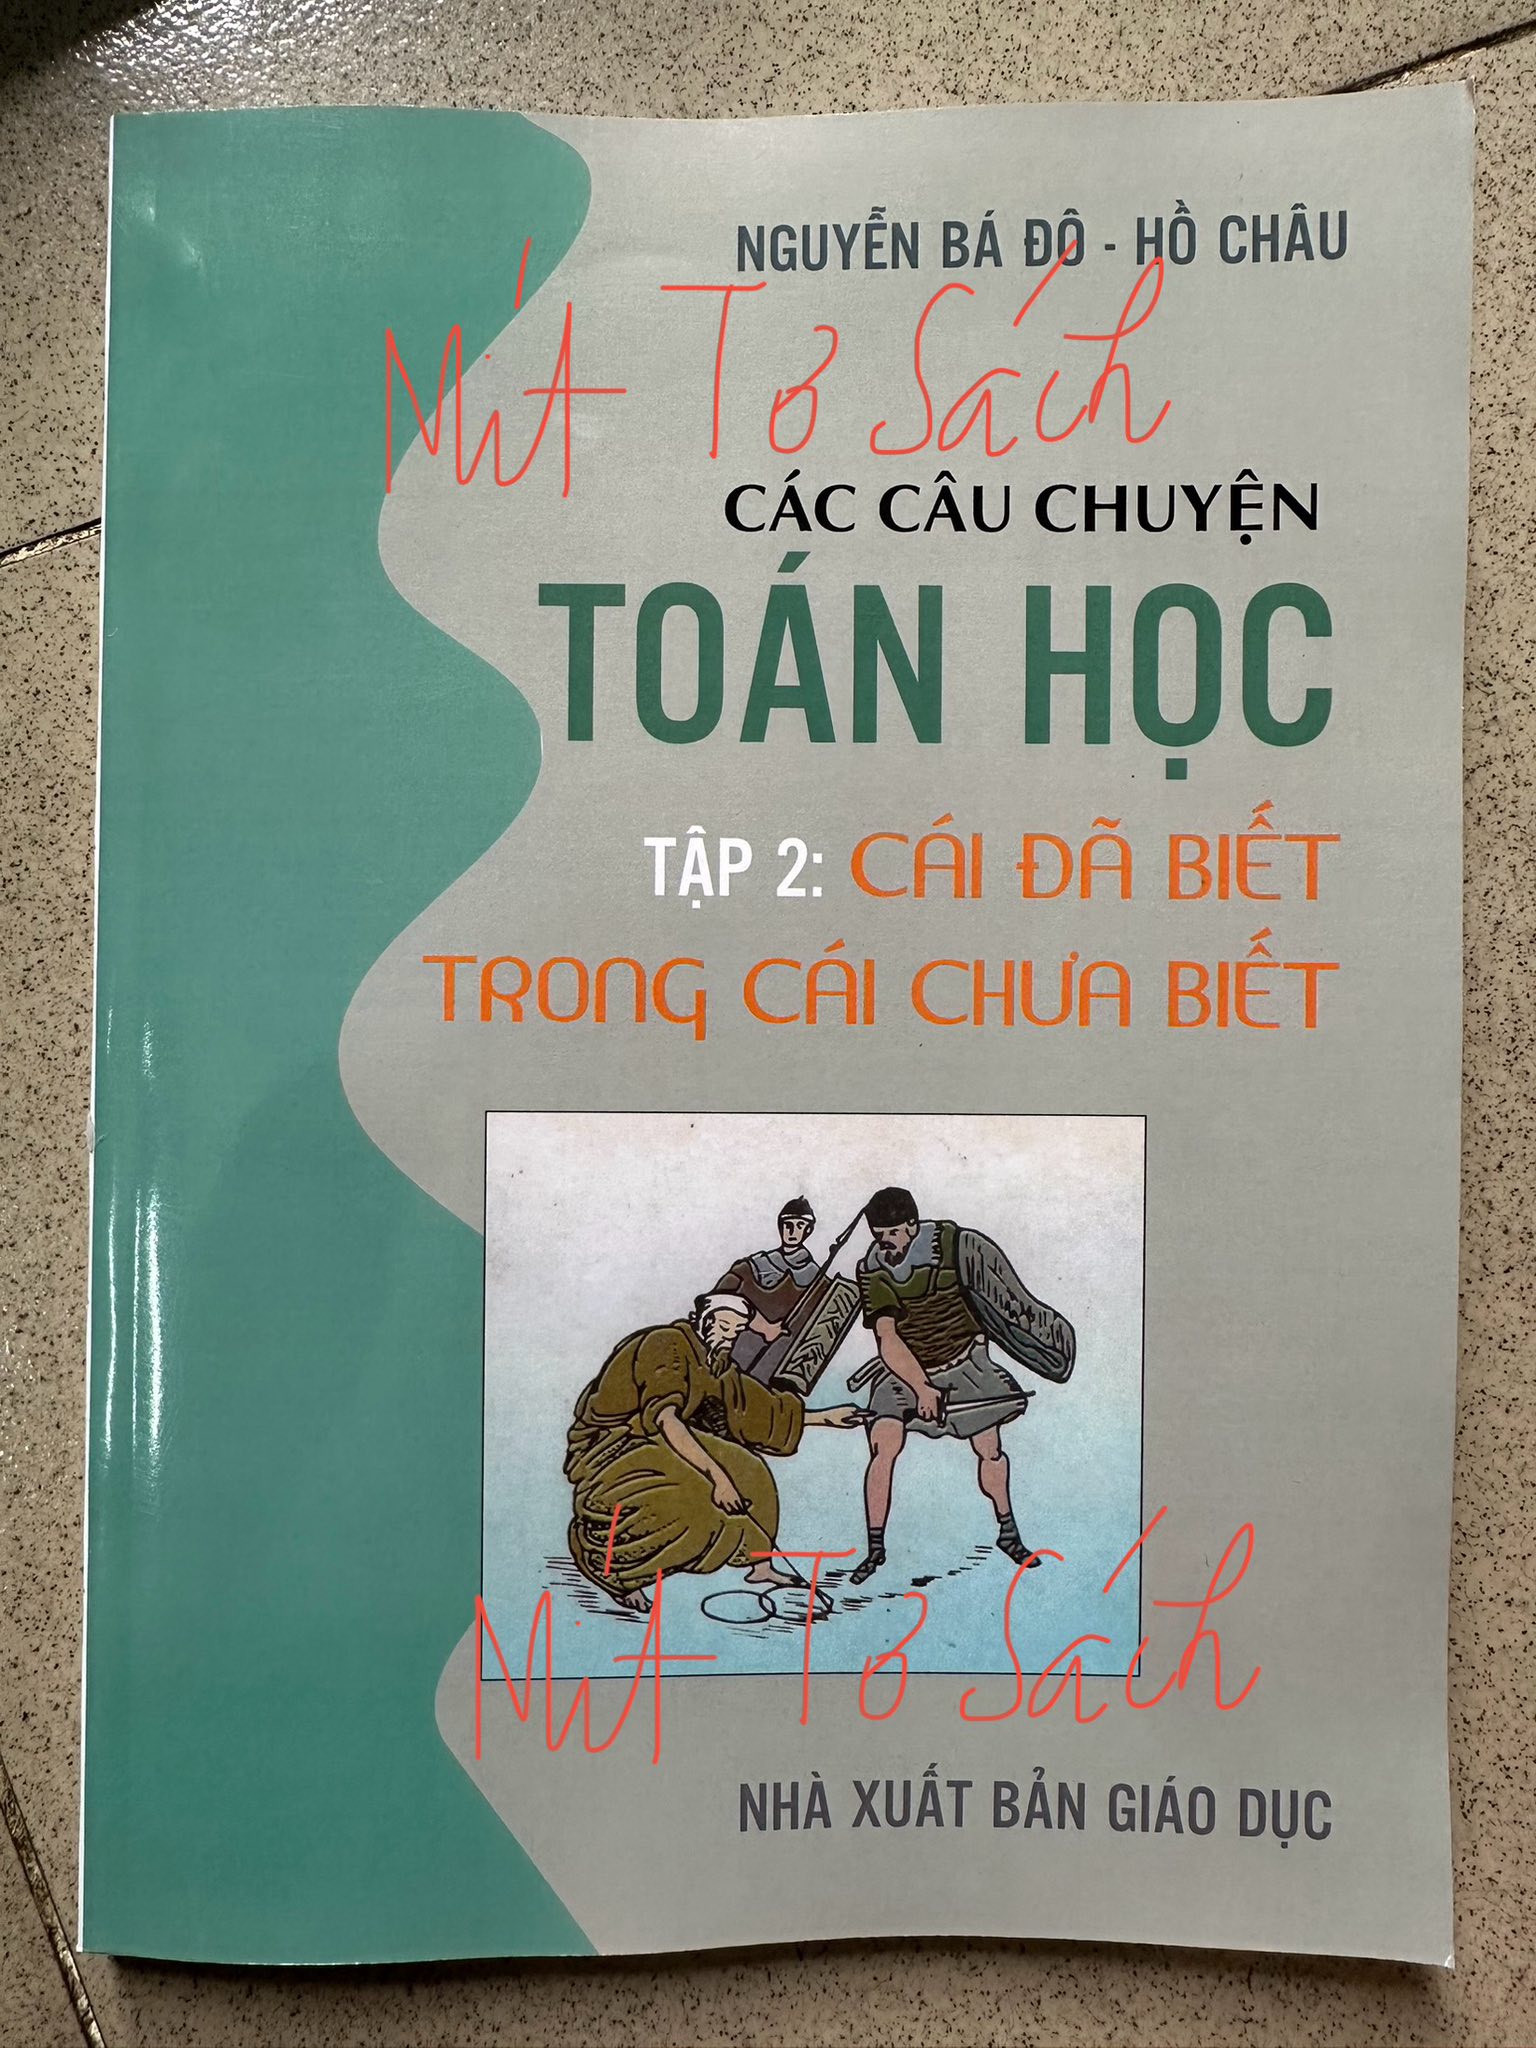 NGUYỄN BÁ ĐÔ - HỒ CHÂU
Mít Tơ Sách
CÁC CÂU CHUYỆN
TOÁN HỌC
TẬP 2: CÁI ĐÃ BIẾT
TRONG CÁI CHƯA BIẾT
Mít Tơ Sách
NHÀ XUẤT BẢN GIÁO DỤC